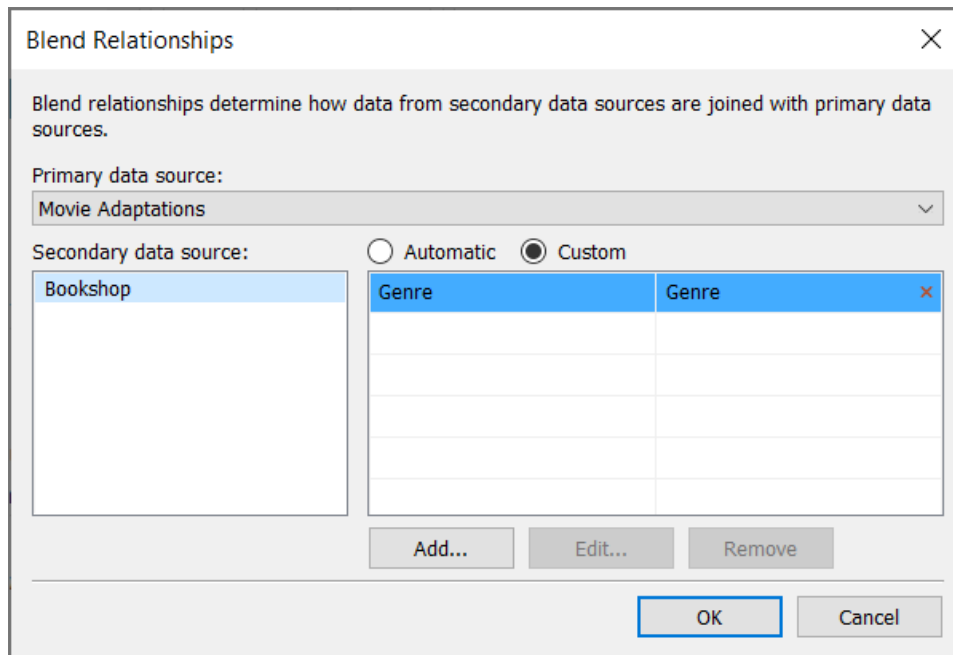 Blend Relationships
Blend relationships determine how data from secondary data sources are joined with primary data
sources.
Primary data source:
Movie Adaptations
Secondary data source:
Automatic Custom
Bookshop
Genre Genre
Add... Edit... Remove
OK Cancel